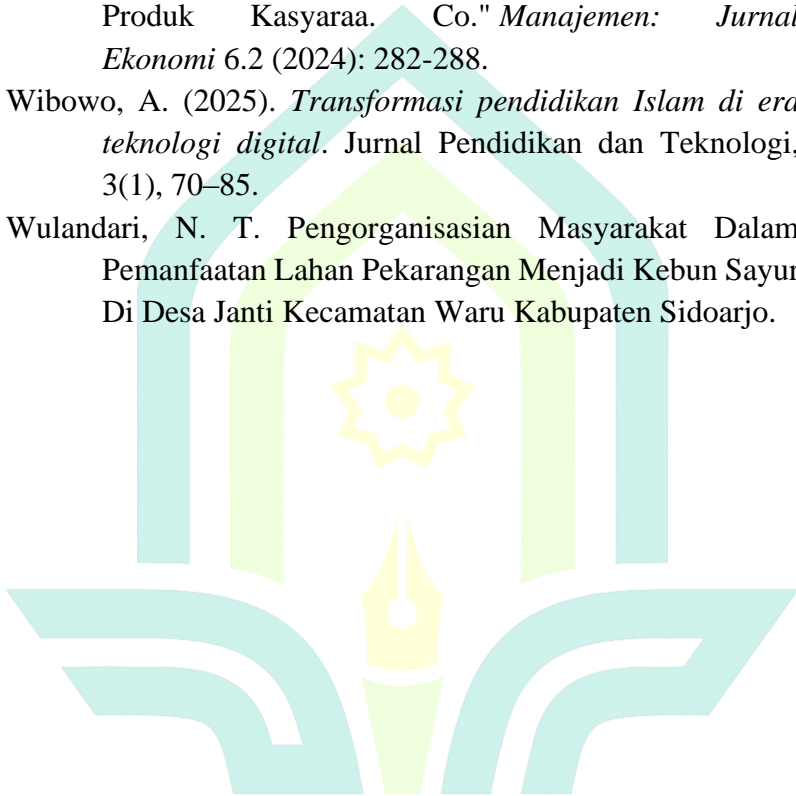 Produk Kasyaraa. Co." Manajemen: Jurnal
Ekonomi 6.2 (2024): 282-288.
Wibowo, A. (2025). Transformasi pendidikan Islam di era
teknologi digital. Jurnal Pendidikan dan Teknologi,
3(1), 70–85.
Wulandari, N. T. Pengorganisasian Masyarakat Dalam
Pemanfaatan Lahan Pekarangan Menjadi Kebun Sayur
Di Desa Janti Kecamatan Waru Kabupaten Sidoarjo.